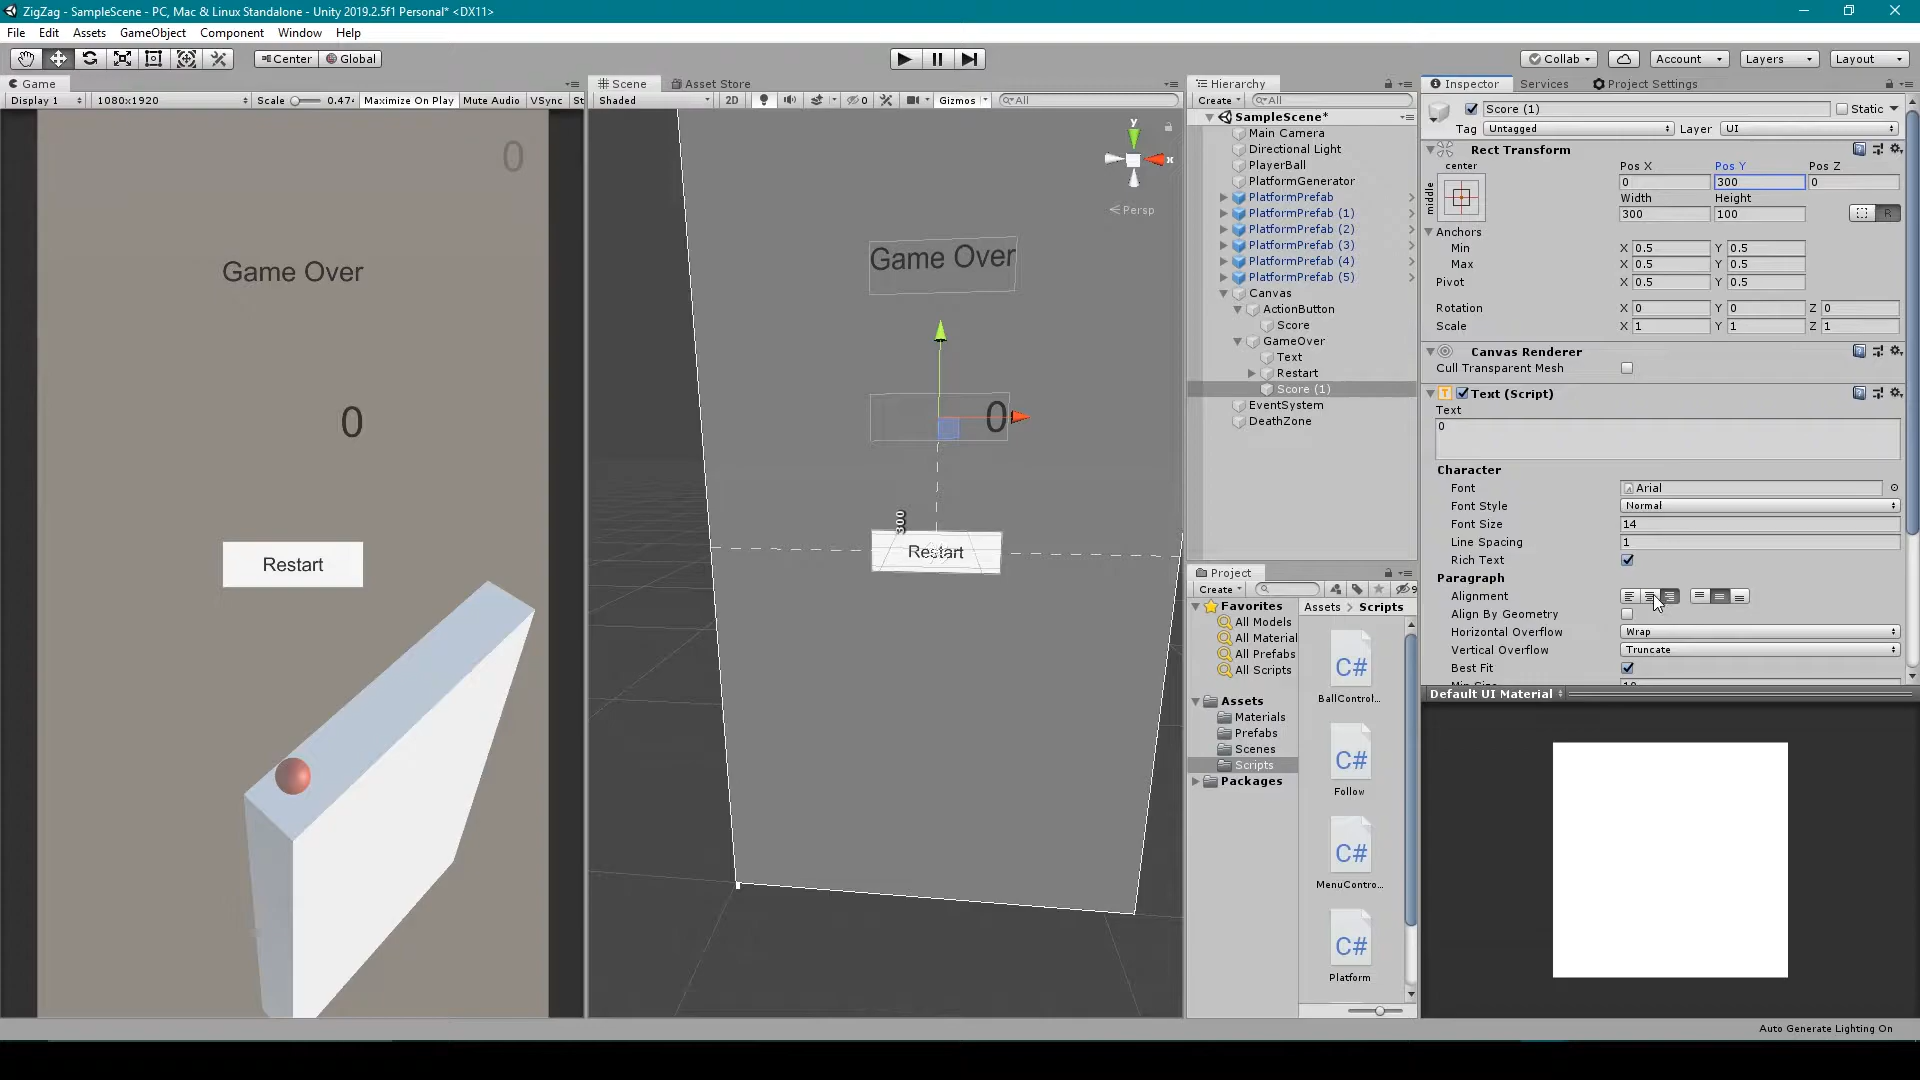 ZigZag - SampleScene - PC, Mac & Linux Standalone - Unity 2019.2.5f1 Personal* <DX11>
File Edit Assets GameObject Component Window Help
Center Global
Collab Account Layers Layout
Game
Display 1 1080x1920 Scale 0.47 Maximize On Play Mute Audio VSync St
0
Game Over
0
Restart
Scene Asset Store
Shaded 2D 0 Gizmos All
y
x
Persp
Game Over
0
300
Restart
Hierarchy
Create All
SampleScene*
Main Camera
Directional Light
PlayerBall
PlatformGenerator
PlatformPrefab
PlatformPrefab (1)
PlatformPrefab (2)
PlatformPrefab (3)
PlatformPrefab (4)
PlatformPrefab (5)
Canvas
ActionButton
Score
GameOver
Text
Restart
Score (1)
EventSystem
DeathZone
Project
Create 9
Favorites
All Models
All Material
All Prefabs
All Scripts
Assets
Materials
Prefabs
Scenes
Scripts
Packages
Assets > Scripts
C#
BallControl...
C#
Follow
C#
MenuContro...
C#
Platform
Inspector Services Project Settings
Score (1) Static
Tag Untagged Layer UI
Rect Transform
center
middle
Pos X Pos Y Pos Z
0 300 0
Width Height
300 100 R
Anchors
Min X 0.5 Y 0.5
Max X 0.5 Y 0.5
Pivot X 0.5 Y 0.5
Rotation X 0 Y 0 Z 0
Scale X 1 Y 1 Z 1
Canvas Renderer
Cull Transparent Mesh
T Text (Script)
Text
0
Character
Font Arial
Font Style Normal
Font Size 14
Line Spacing 1
Rich Text
Paragraph
Alignment
Align By Geometry
Horizontal Overflow Wrap
Vertical Overflow Truncate
Best Fit
Default UI Material
Auto Generate Lighting On